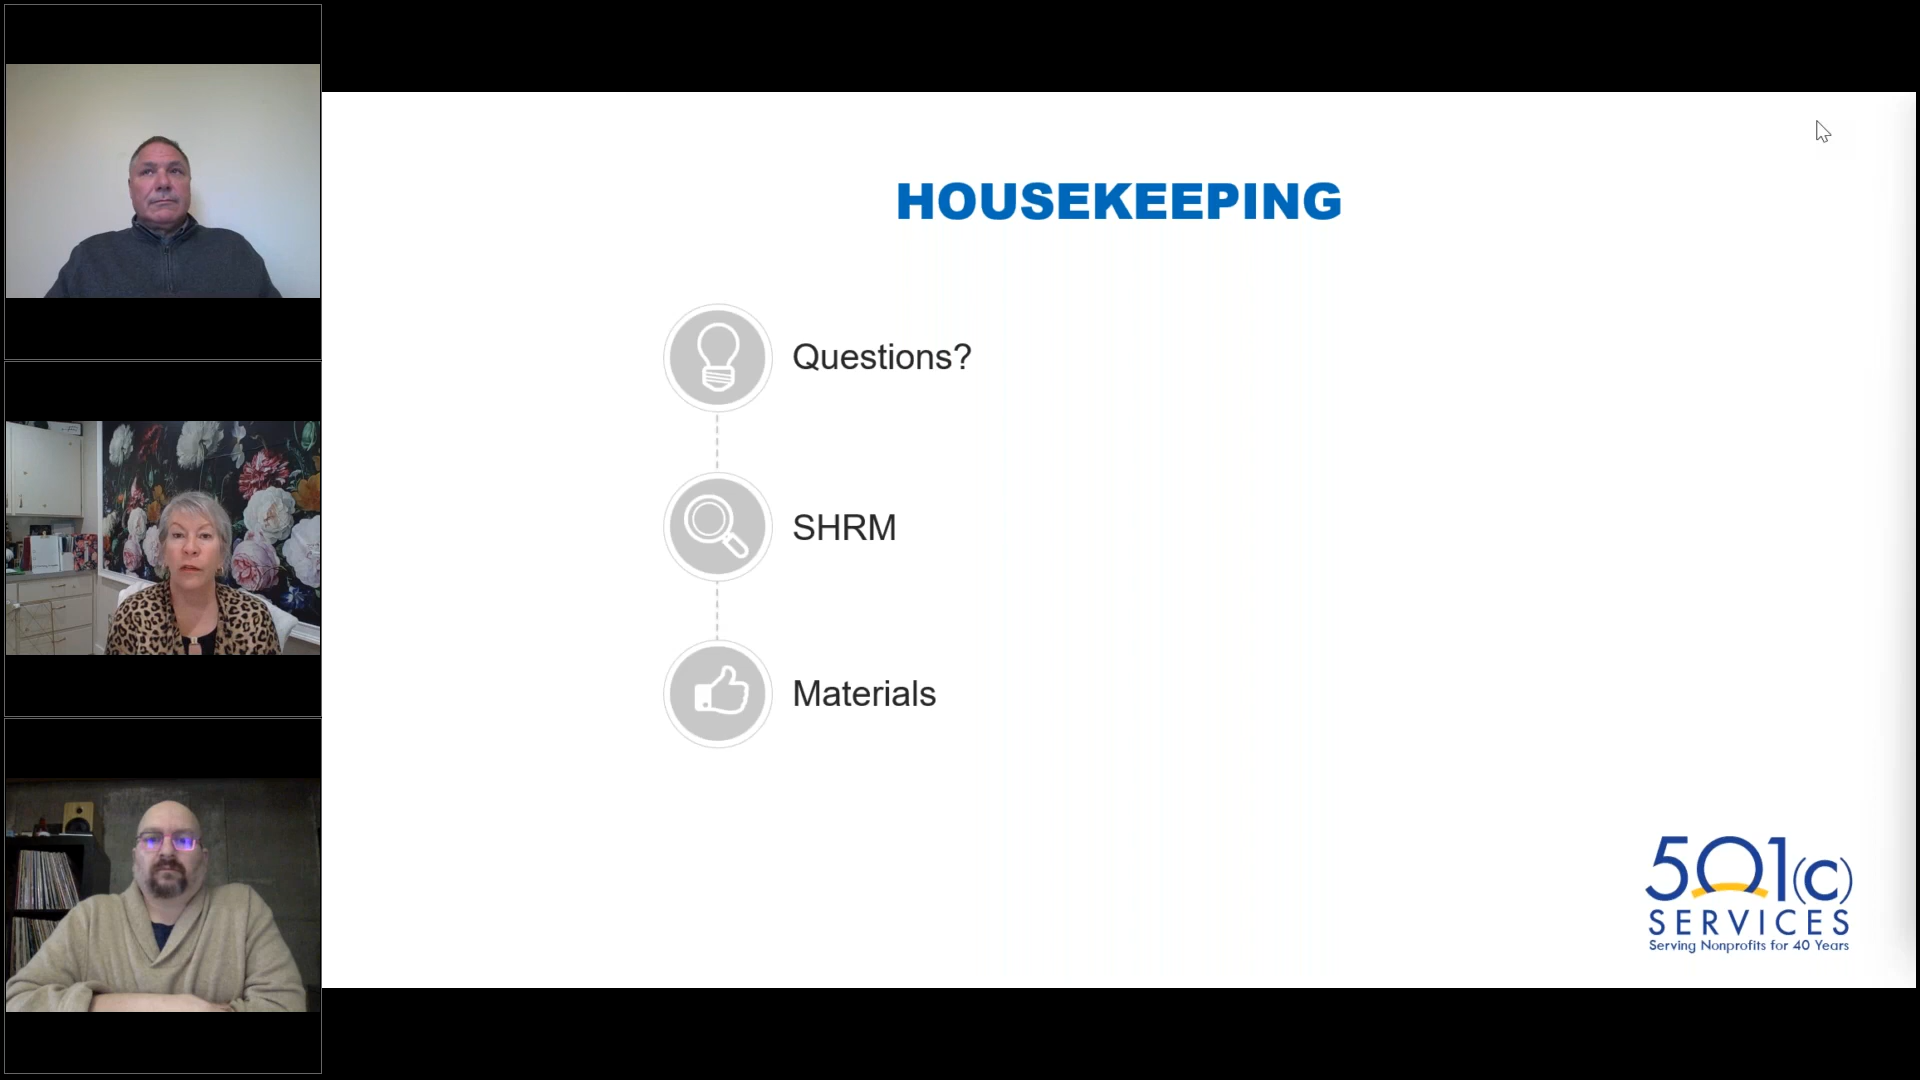 HOUSEKEEPING
Questions?
SHRM
Materials
501(c)
SERVICES
Serving Nonprofits for 40 Years